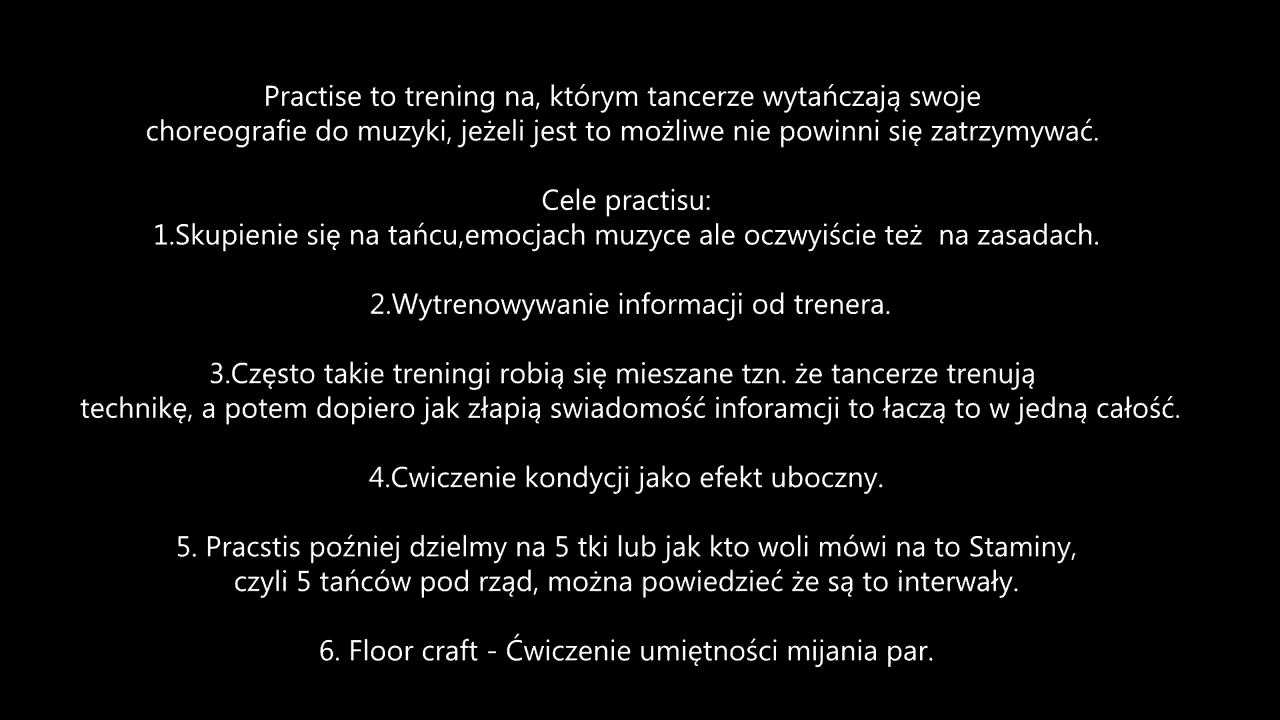 Practise to trening na, którym tancerze wytańczają swoje
choreografie do muzyki, jeżeli jest to możliwe nie powinni się zatrzymywać.
Cele practisu:
1.Skupienie się na tańcu,emocjach muzyce ale oczwyiście też  na zasadach.
2.Wytrenowywanie informacji od trenera.
3.Często takie treningi robią się mieszane tzn. że tancerze trenują
technikę, a potem dopiero jak złapią swiadomość inforamcji to łaczą to w jedną całość.
4.Cwiczenie kondycji jako efekt uboczny.
5. Pracstis poźniej dzielmy na 5 tki lub jak kto woli mówi na to Staminy,
czyli 5 tańców pod rząd, można powiedzieć że są to interwały.
6. Floor craft - Ćwiczenie umiętności mijania par.